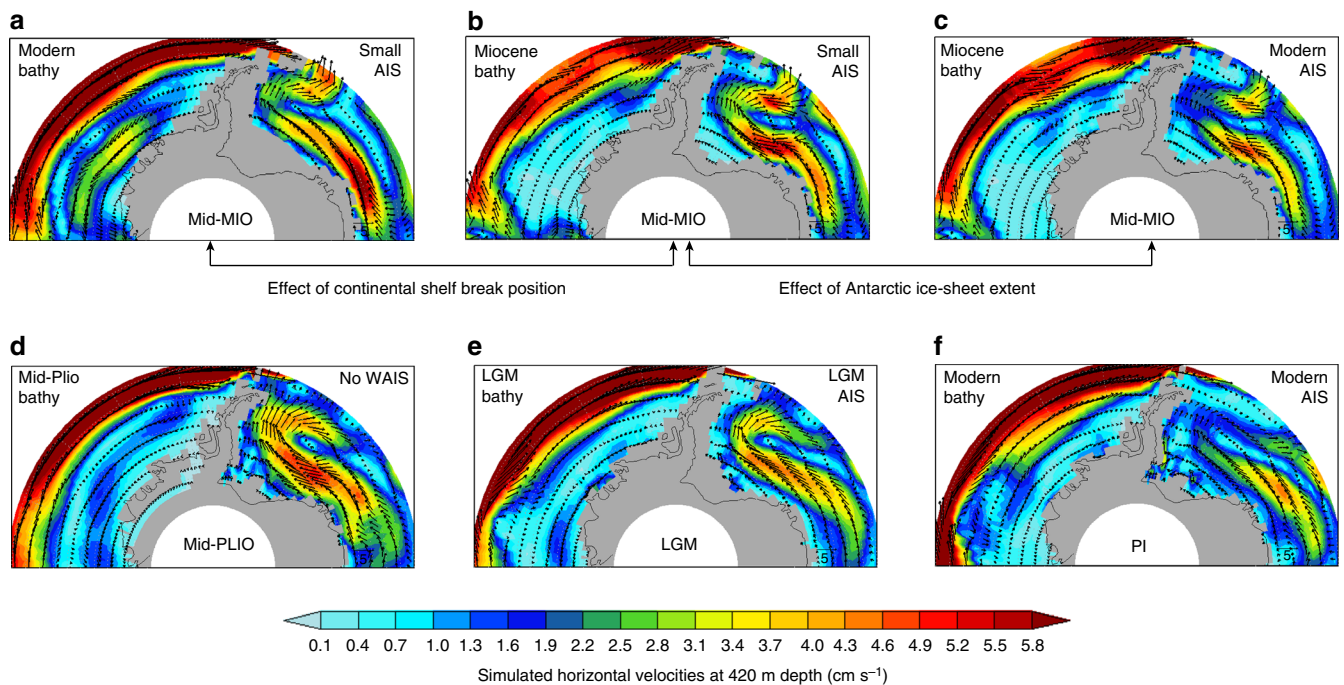 a
b
c
Modern
bathy
Small
AIS
Miocene
bathy
Small
AIS
Miocene
bathy
Modern
AIS
Mid-MIO
Mid-MIO
5
Mid-MIO
5
Effect of continental shelf break position
Effect of Antarctic ice-sheet extent
d
e
f
Mid-Plio
bathy
No WAIS
LGM
bathy
LGM
AIS
Modern
bathy
Modern
AIS
Mid-PLIO
5
LGM
5
PI
5
0.1 0.4 0.7 1.0 1.3 1.6 1.9 2.2 2.5 2.8 3.1 3.4 3.7 4.0 4.3 4.6 4.9 5.2 5.5 5.8
Simulated horizontal velocities at 420 m depth (cm s⁻¹)